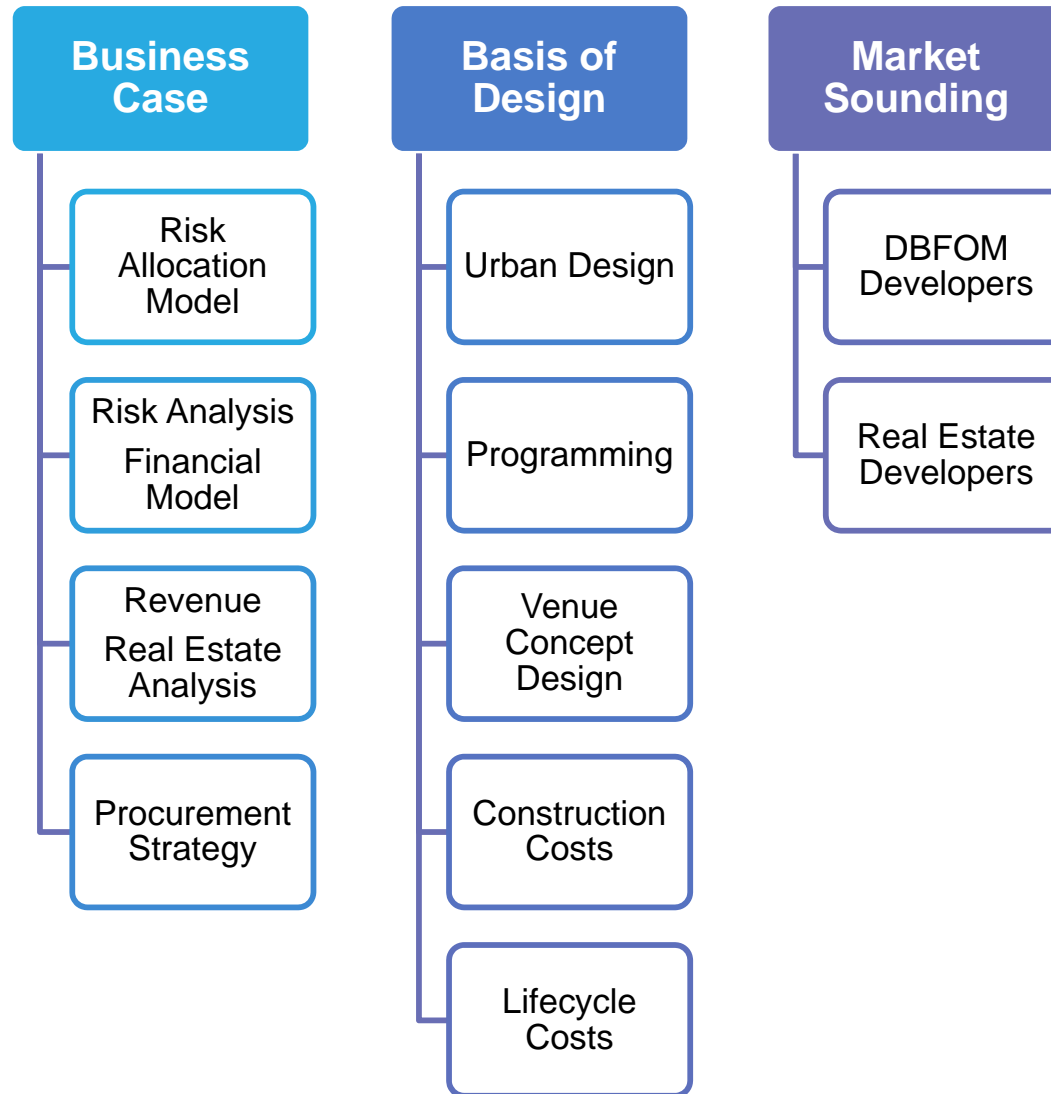 Business
Case
Risk
Allocation
Model
Risk Analysis
Financial
Model
Revenue
Real Estate
Analysis
Procurement
Strategy
Basis of
Design
Urban Design
Programming
Venue
Concept
Design
Construction
Costs
Lifecycle
Costs
Market
Sounding
DBFOM
Developers
Real Estate
Developers